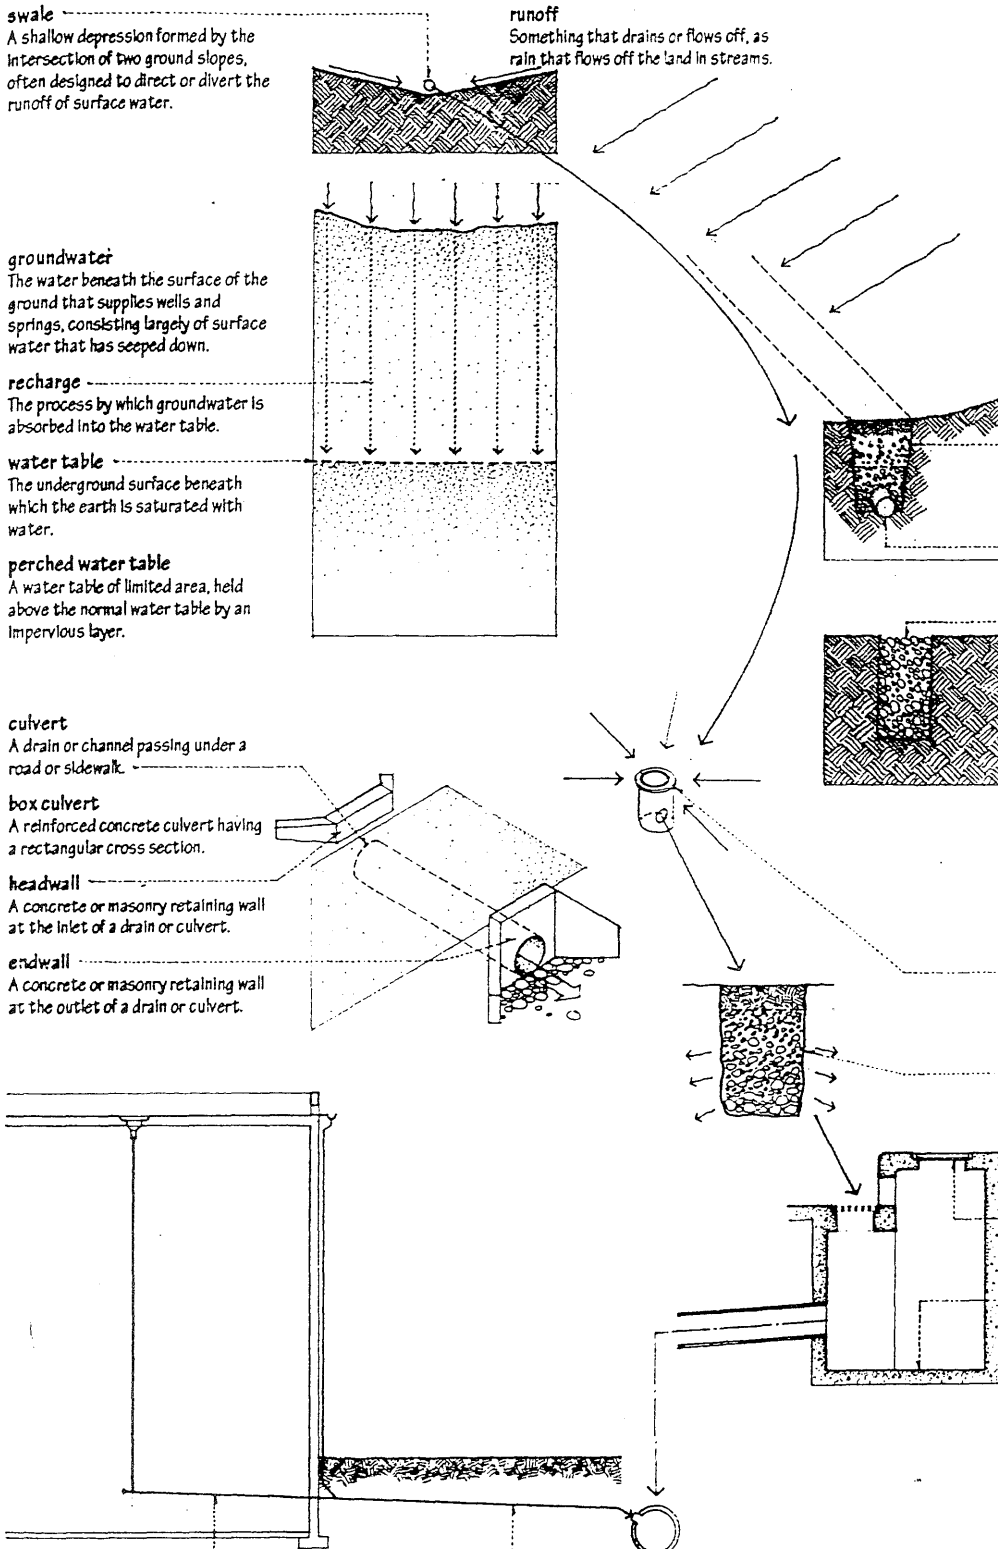 swale
A shallow depression formed by the
intersection of two ground slopes,
often designed to direct or divert the
runoff of surface water.
runoff
Something that drains or flows off, as
rain that flows off the land in streams.
groundwater
The water beneath the surface of the
ground that supplies wells and
springs, consisting largely of surface
water that has seeped down.
recharge
The process by which groundwater is
absorbed into the water table.
water table
The underground surface beneath
which the earth is saturated with
water.
perched water table
A water table of limited area, held
above the normal water table by an
impervious layer.
culvert
A drain or channel passing under a
road or sidewalk.
box culvert
A reinforced concrete culvert having
a rectangular cross section.
headwall
A concrete or masonry retaining wall
at the inlet of a drain or culvert.
endwall
A concrete or masonry retaining wall
at the outlet of a drain or culvert.